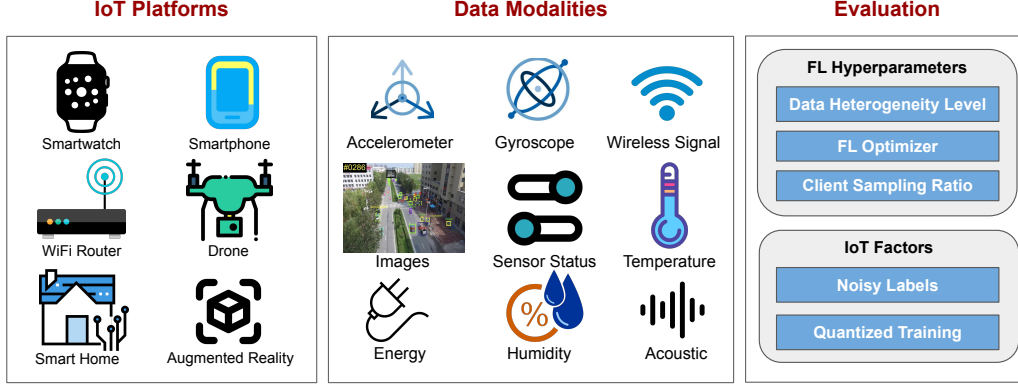 IoT Platforms
Smartwatch
Smartphone
WiFi Router
Drone
Smart Home
Augmented Reality
Data Modalities
Accelerometer
Gyroscope
Wireless Signal
#0286
Images
Sensor Status
Temperature
%
Energy
Humidity
Acoustic
Evaluation
FL Hyperparameters
Data Heterogeneity Level
FL Optimizer
Client Sampling Ratio
IoT Factors
Noisy Labels
Quantized Training